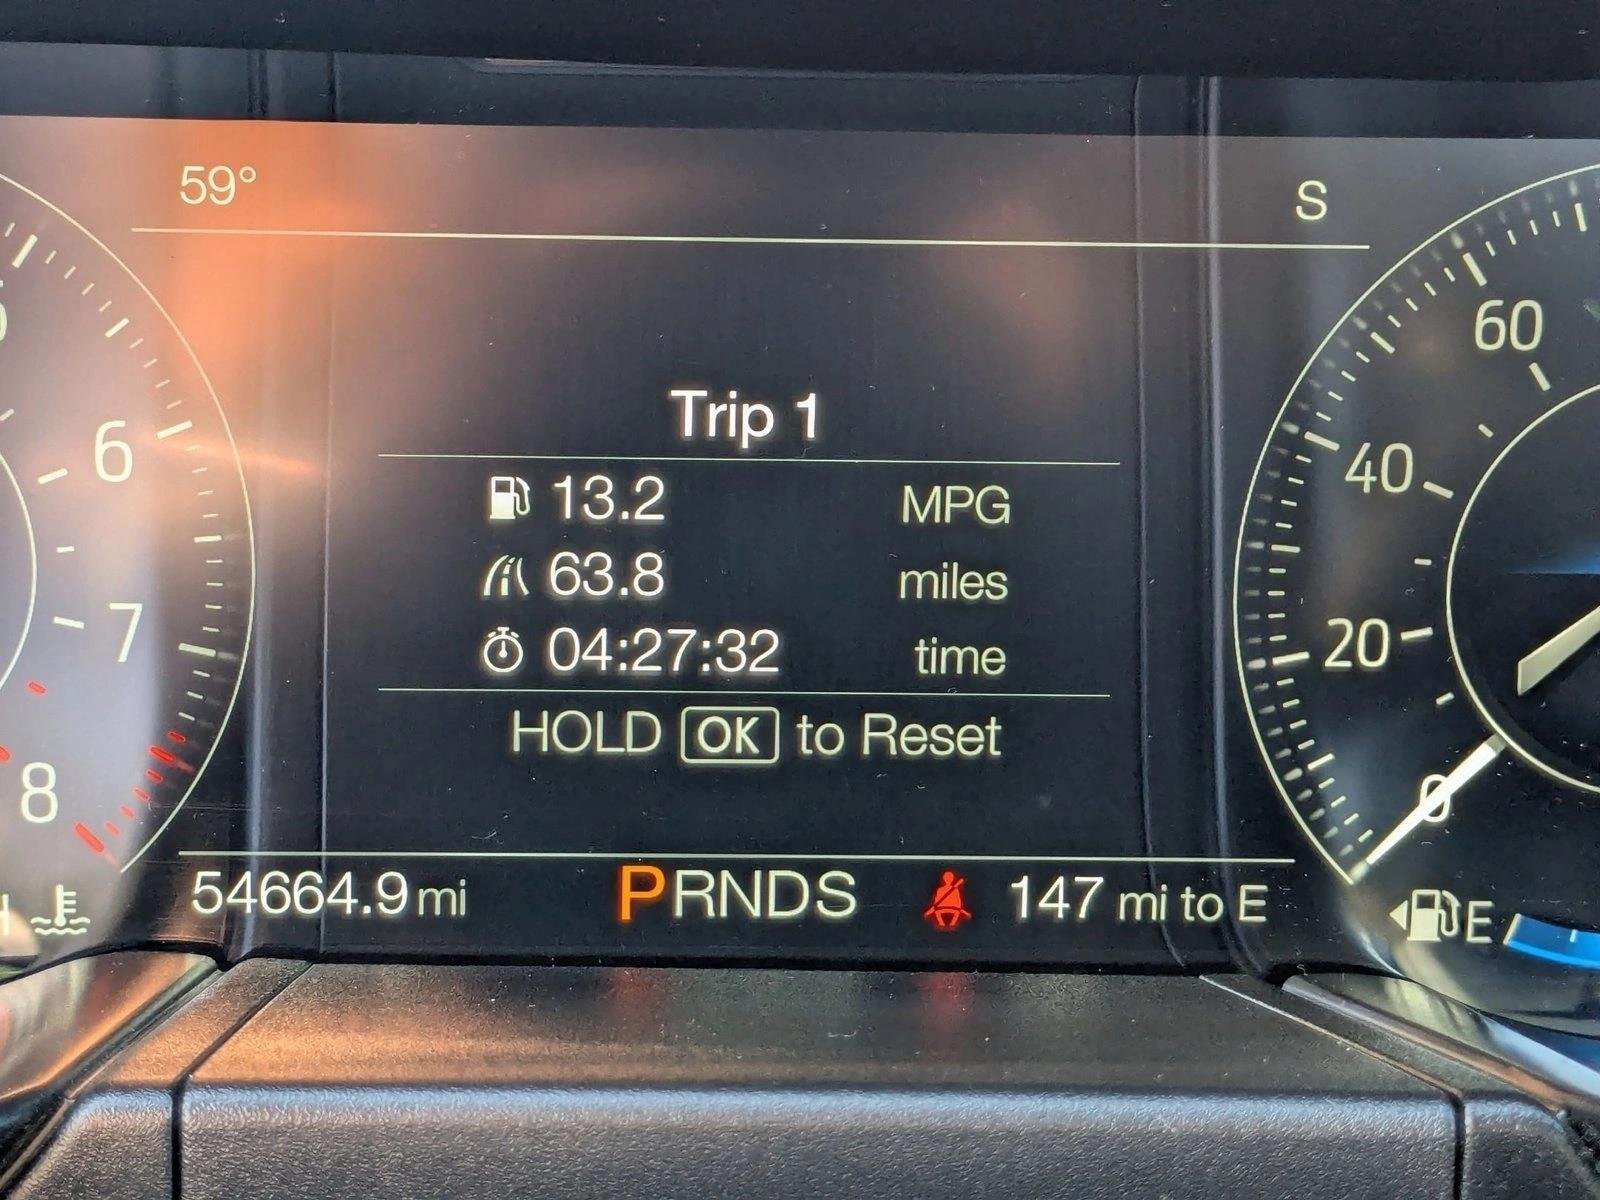 59° S
60
6 40
7 20
8 0
Trip 1
13.2 MPG
63.8 miles
04:27:32 time
HOLD OK to Reset
54664.9 mi PRNDS 147 mi to E
H E